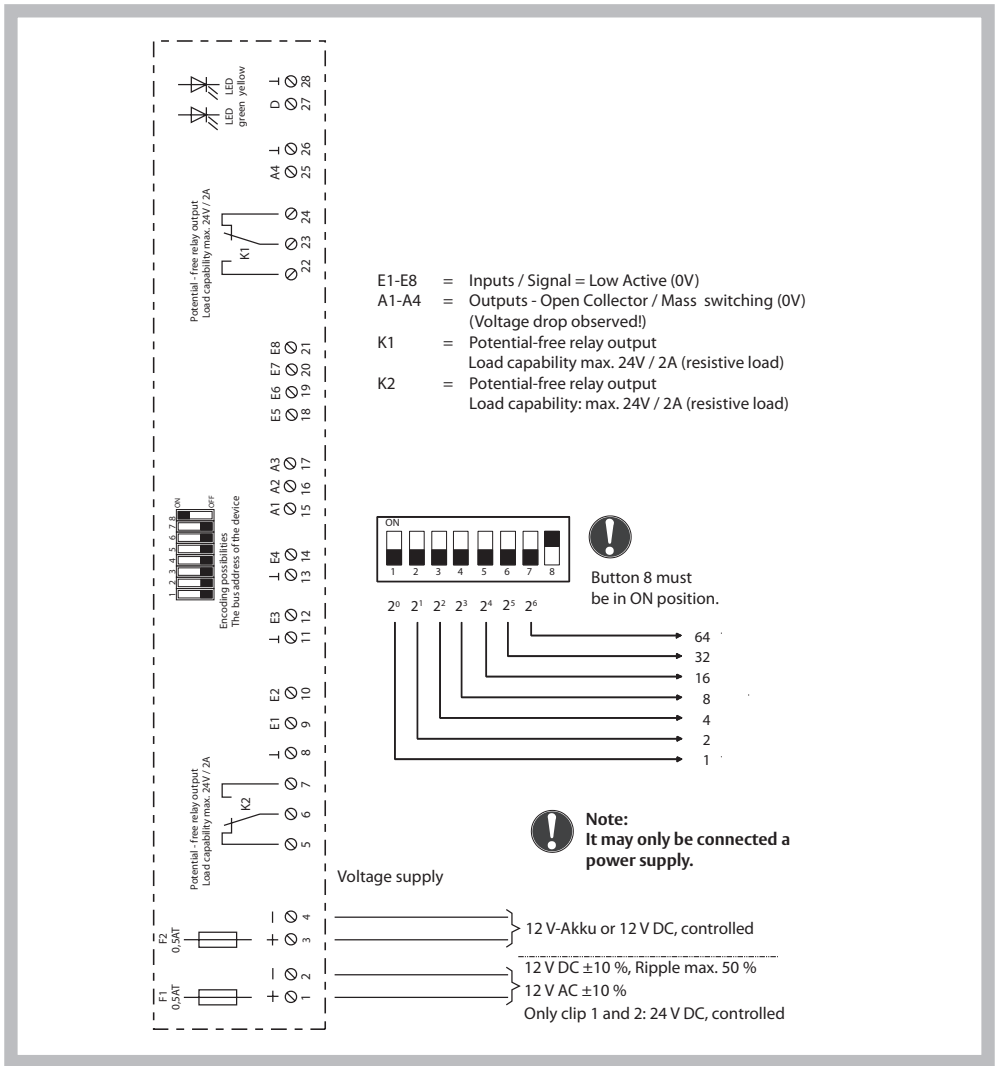 LED
green yellow
LED
⊥ 28
D 27
⊥ 26
A4 25
Potential - free relay output
Load capability max. 24V / 2A
K1
24
23
22
E8 21
E7 20
E6 19
E5 18
A3 17
A2 16
A1 15
ON
OFF
1 2 3 4 5 6 7 8
Encoding possibilities
The bus address of the device
E4 14
⊥ 13
E3 12
⊥ 11
E2 10
E1 9
⊥ 8
Potential - free relay output
Load capability max. 24V / 2A
K2
7
6
5
F2
0,5AT
− 4
+ 3
F1
0,5AT
− 2
+ 1
E1-E8 = Inputs / Signal = Low Active (0V)
A1-A4 = Outputs - Open Collector / Mass switching (0V)
(Voltage drop observed!)
K1 = Potential-free relay output
Load capability max. 24V / 2A (resistive load)
K2 = Potential-free relay output
Load capability: max. 24V / 2A (resistive load)
ON
1 2 3 4 5 6 7 8
Button 8 must
be in ON position.
2⁰ 2¹ 2² 2³ 2⁴ 2⁵ 2⁶
64
32
16
8
4
2
1
Note:
It may only be connected a
power supply.
Voltage supply
12 V-Akku or 12 V DC, controlled
12 V DC ±10 %, Ripple max. 50 %
12 V AC ±10 %
Only clip 1 and 2: 24 V DC, controlled